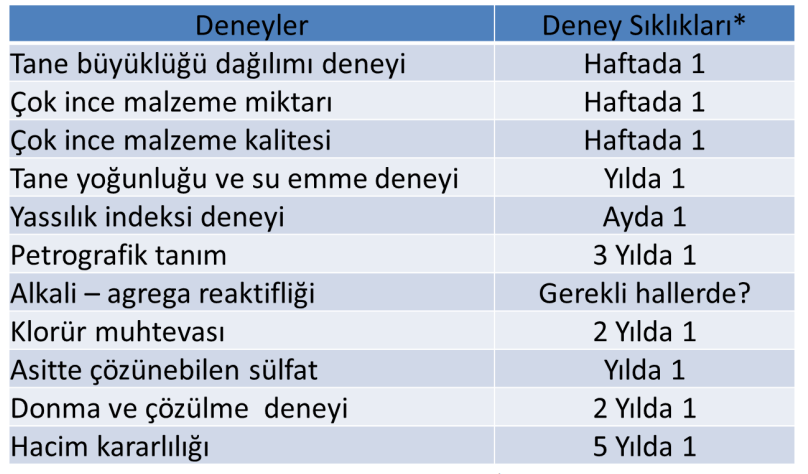 Deneyler Deney Sıklıkları*
Tane büyüklüğü dağılımı deneyi Haftada 1
Çok ince malzeme miktarı Haftada 1
Çok ince malzeme kalitesi Haftada 1
Tane yoğunluğu ve su emme deneyi Yılda 1
Yassılık indeksi deneyi Ayda 1
Petrografik tanım 3 Yılda 1
Alkali – agrega reaktifliği Gerekli hallerde?
Klorür muhtevası 2 Yılda 1
Asitte çözünebilen sülfat Yılda 1
Donma ve çözülme deneyi 2 Yılda 1
Hacim kararlılığı 5 Yılda 1